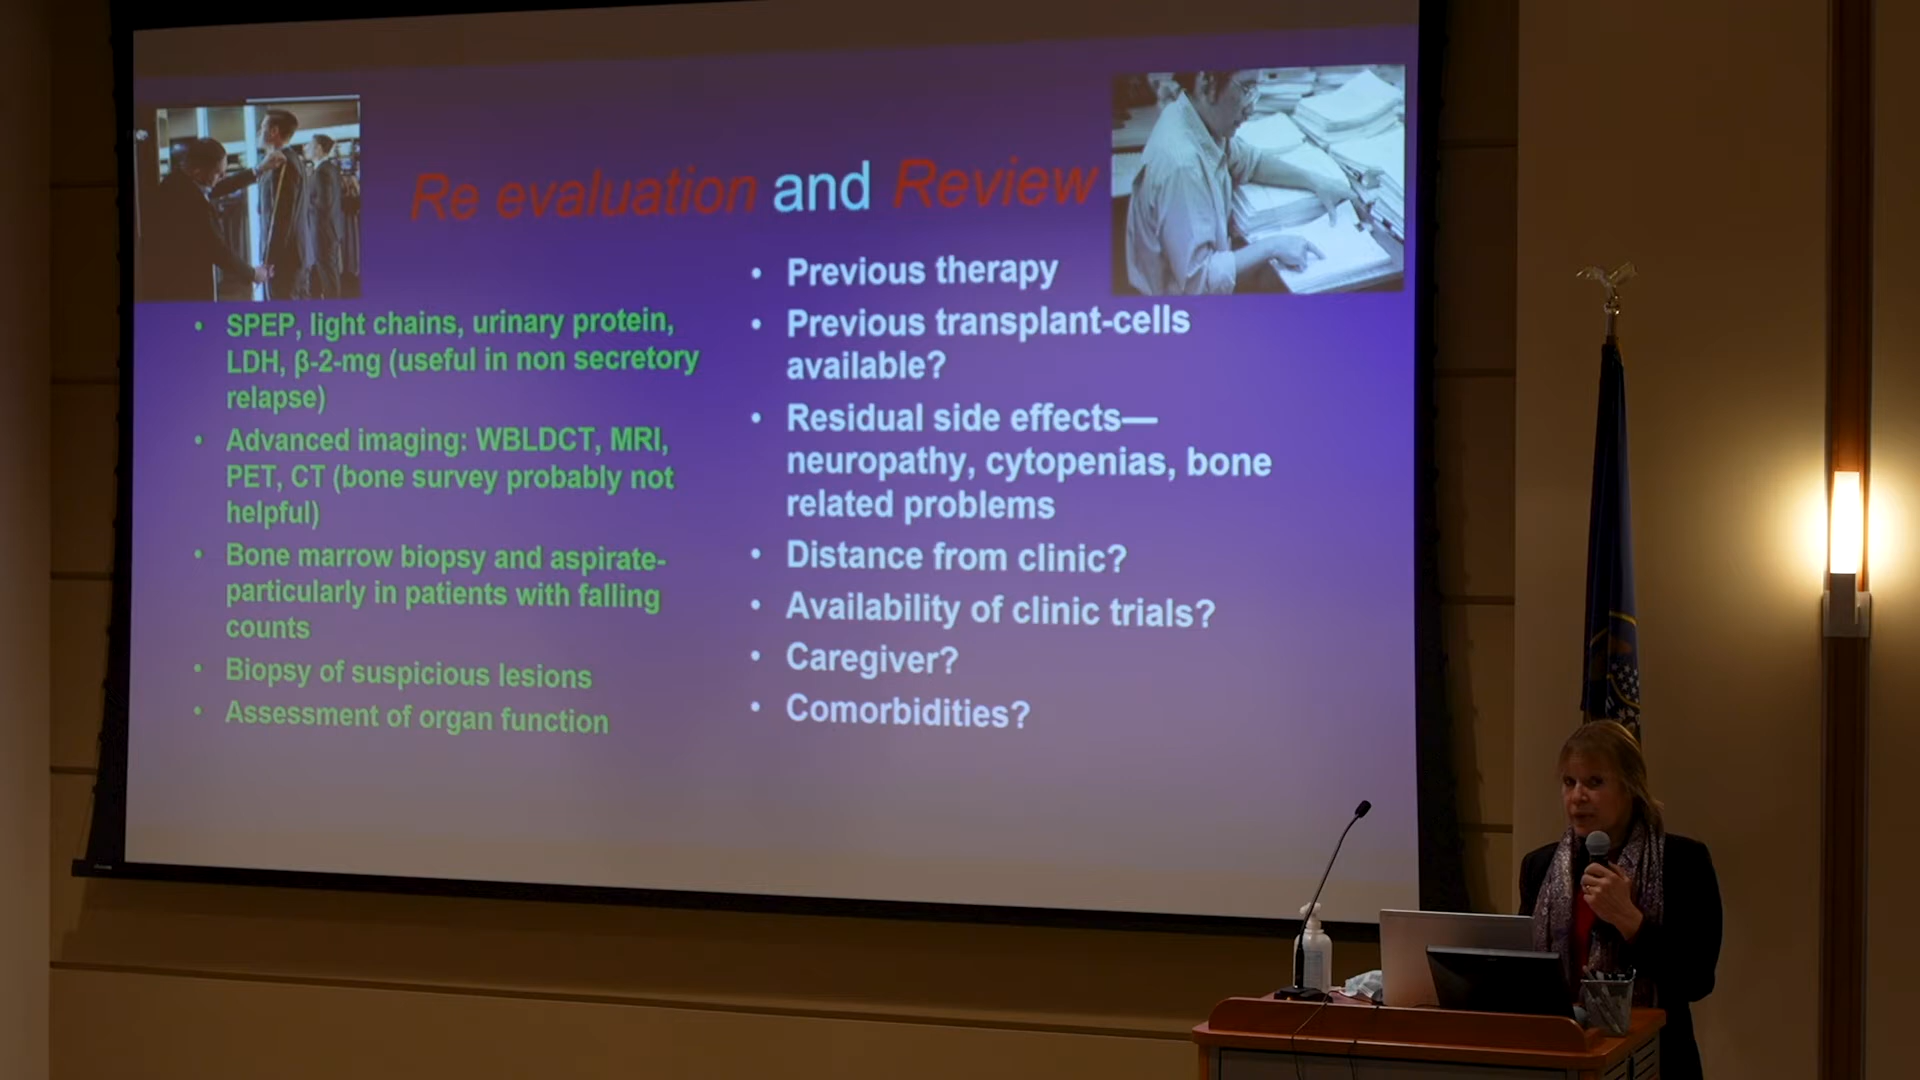 Re evaluation and Review
• SPEP, light chains, urinary protein,
LDH, β-2-mg (useful in non secretory
relapse)
• Advanced imaging: WBLDCT, MRI,
PET, CT (bone survey probably not
helpful)
• Bone marrow biopsy and aspirate-
particularly in patients with falling
counts
• Biopsy of suspicious lesions
• Assessment of organ function
• Previous therapy
• Previous transplant-cells
available?
• Residual side effects—
neuropathy, cytopenias, bone
related problems
• Distance from clinic?
• Availability of clinic trials?
• Caregiver?
• Comorbidities?